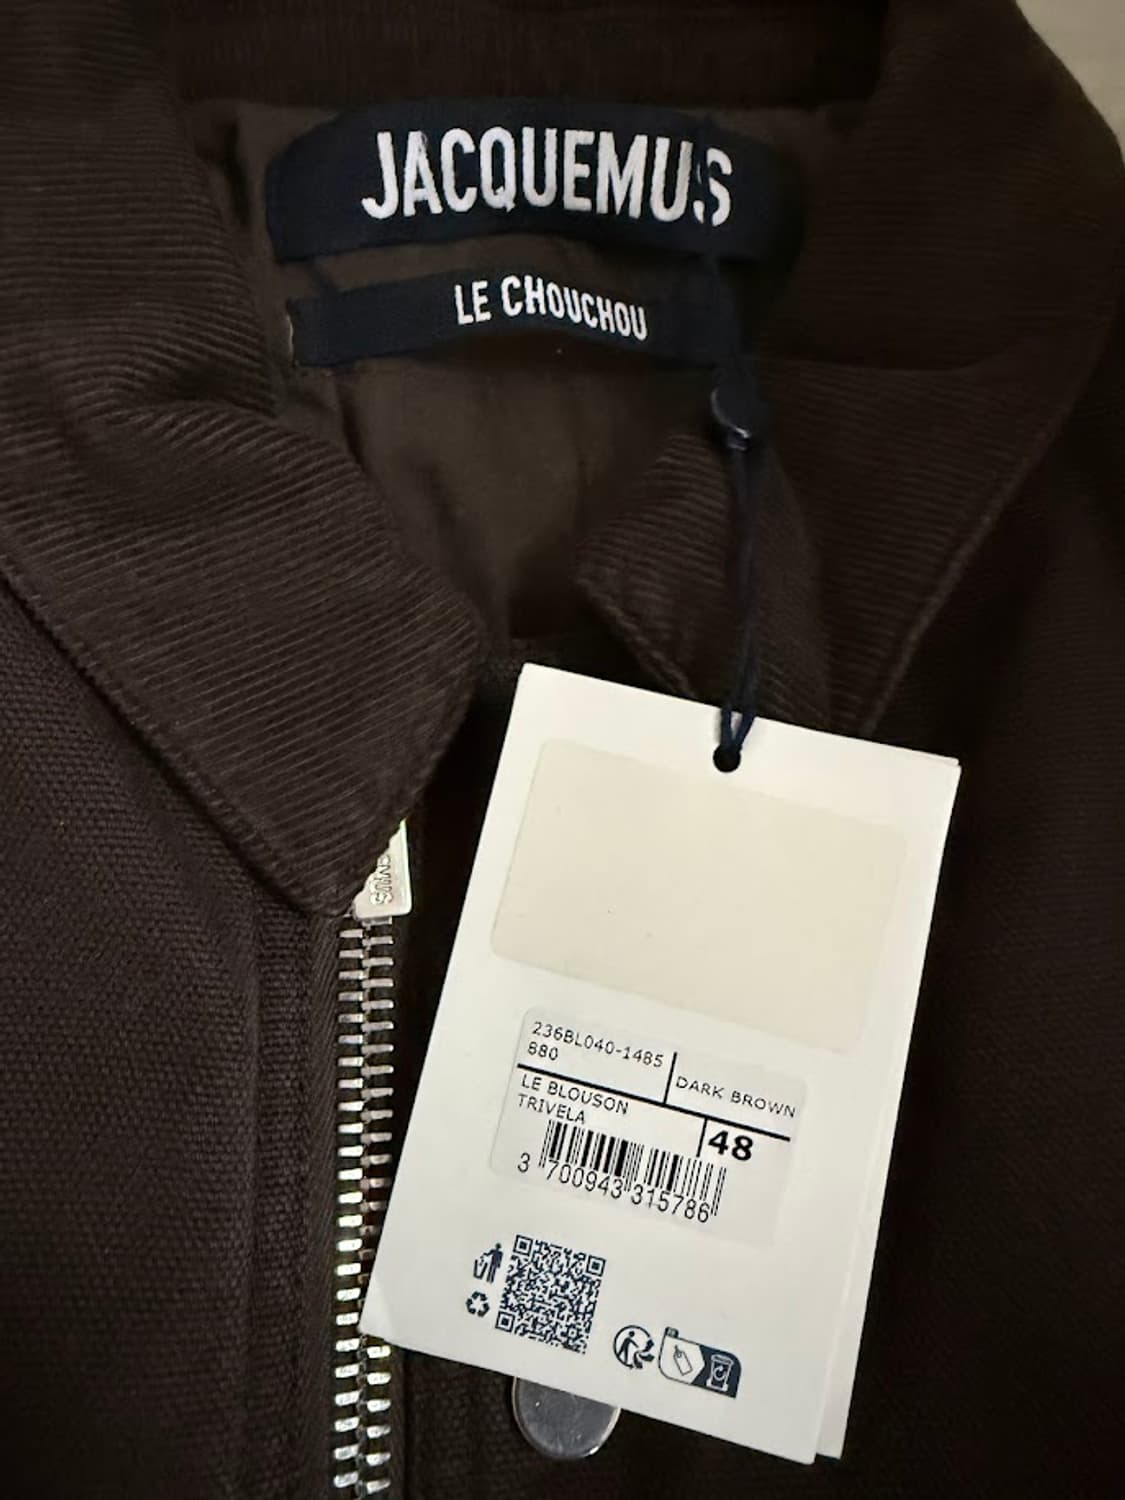 JACQUEMUS
LE CHOUCHOU
236BL040-1485
880
DARK BROWN
LE BLOUSON
TRIVELA
48
3 700943 315786